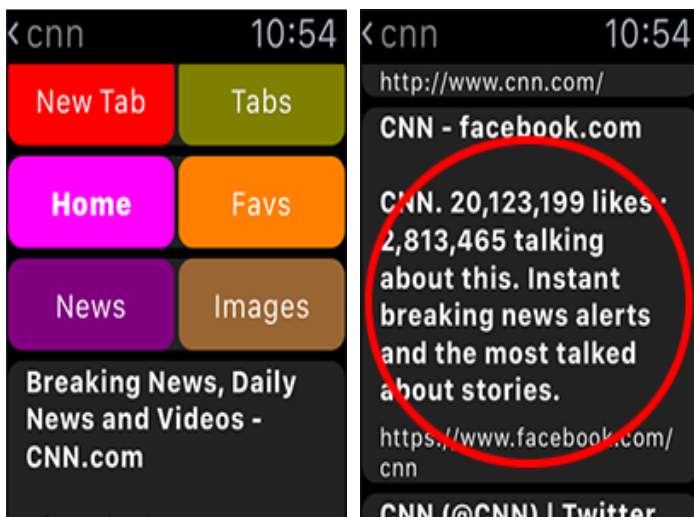 < cnn 10:54
New Tab Tabs
Home Favs
News Images
Breaking News, Daily
News and Videos -
CNN.com
< cnn 10:54
http://www.cnn.com/
CNN - facebook.com
CNN. 20,123,199 likes ·
2,813,465 talking
about this. Instant
breaking news alerts
and the most talked
about stories.
https://www.facebook.com/
cnn
CNN (@CNN) | Twitter